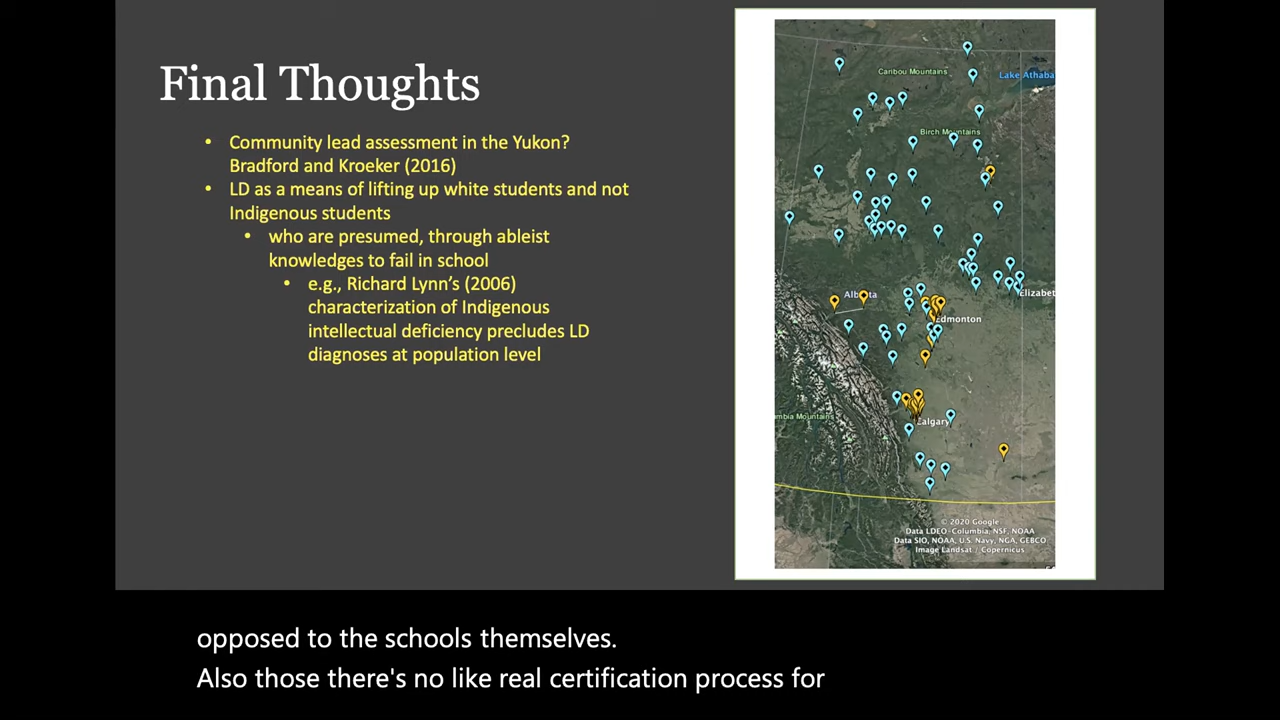 Final Thoughts
• Community lead assessment in the Yukon?
Bradford and Kroeker (2016)
• LD as a means of lifting up white students and not
Indigenous students
• who are presumed, through ableist
knowledges to fail in school
• e.g., Richard Lynn's (2006)
characterization of Indigenous
intellectual deficiency precludes LD
diagnoses at population level
Caribou Mountains
Lake Athaba
Birch Mountains
Alberta
Elizabet
Edmonton
mbia Mountains
Calgary
© 2020 Google
Data LDEO-Columbia, NSF, NOAA
Data SIO, NOAA, U.S. Navy, NGA, GEBCO
Image Landsat / Copernicus
opposed to the schools themselves.
Also those there's no like real certification process for